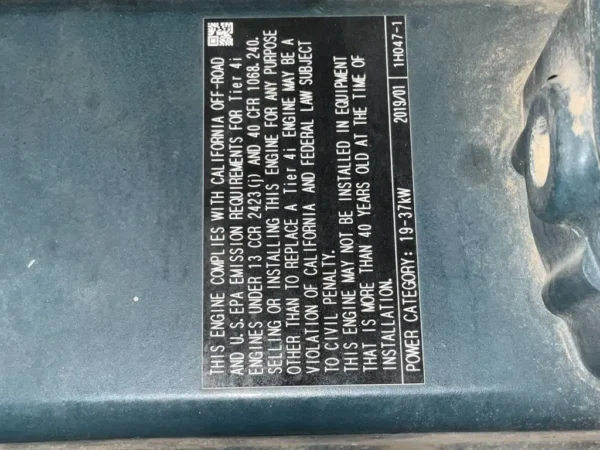 THIS ENGINE COMPLIES WITH CALIFORNIA OFF-ROAD
AND U.S.EPA EMISSION REQUIREMENTS FOR Tier 4i
ENGINES UNDER 13 CCR 2423(j) AND 40 CFR 1068.240.
SELLING OR INSTALLING THIS ENGINE FOR ANY PURPOSE
OTHER THAN TO REPLACE A Tier 4i ENGINE MAY BE A
VIOLATION OF CALIFORNIA AND FEDERAL LAW SUBJECT
TO CIVIL PENALTY.
THIS ENGINE MAY NOT BE INSTALLED IN EQUIPMENT
THAT IS MORE THAN 40 YEARS OLD AT THE TIME OF
INSTALLATION.
POWER CATEGORY: 19-37kW 2019/01 1H047-1